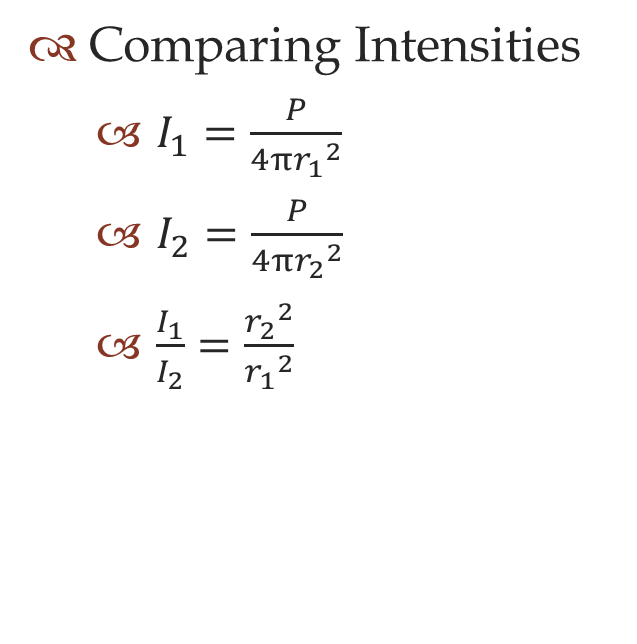 Comparing Intensities
I₁ = P / 4πr₁²
I₂ = P / 4πr₂²
I₁ / I₂ = r₂² / r₁²